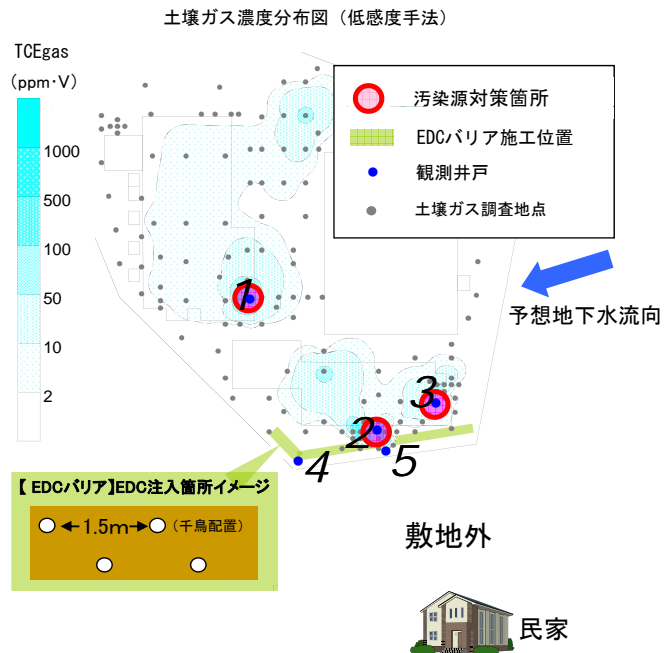 土壌ガス濃度分布図（低感度手法）
TCEgas
(ppm・V)
1000
500
100
50
10
2
汚染源対策箇所
EDCバリア施工位置
観測井戸
土壌ガス調査地点
予想地下水流向
1
3
2
4
5
【 EDCバリア】EDC注入箇所イメージ
1.5m
(千鳥配置)
敷地外
民家